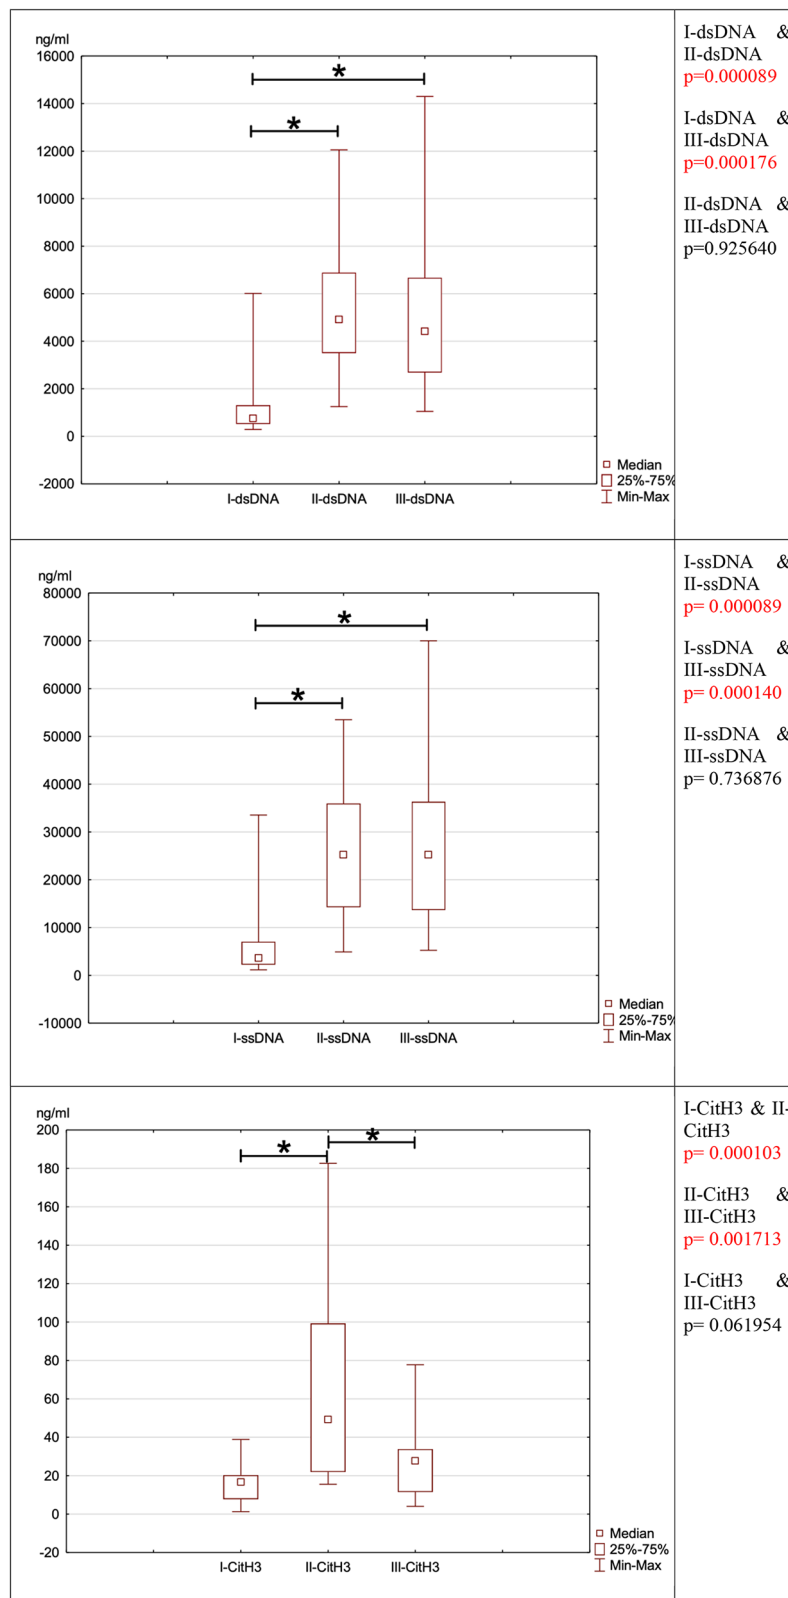 ng/ml
16000
14000
12000
10000
8000
6000
4000
2000
0
-2000
*
*
I-dsDNA II-dsDNA III-dsDNA
Median
25%-75%
Min-Max
I-dsDNA &
II-dsDNA
p=0.000089
I-dsDNA &
III-dsDNA
p=0.000176
II-dsDNA &
III-dsDNA
p=0.925640
ng/ml
80000
70000
60000
50000
40000
30000
20000
10000
0
-10000
*
*
I-ssDNA II-ssDNA III-ssDNA
Median
25%-75%
Min-Max
I-ssDNA &
II-ssDNA
p= 0.000089
I-ssDNA &
III-ssDNA
p= 0.000140
II-ssDNA &
III-ssDNA
p= 0.736876
ng/ml
200
180
160
140
120
100
80
60
40
20
0
-20
* *
I-CitH3 II-CitH3 III-CitH3
Median
25%-75%
Min-Max
I-CitH3 & II-
CitH3
p= 0.000103
II-CitH3 &
III-CitH3
p= 0.001713
I-CitH3 &
III-CitH3
p= 0.061954